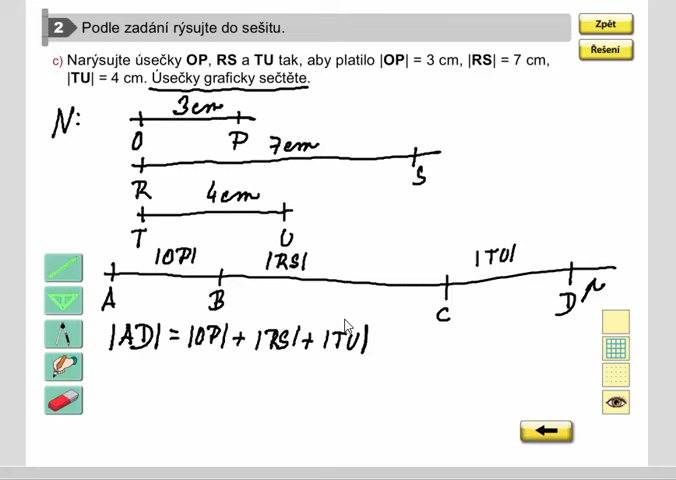 2 Podle zadání rýsujte do sešitu.
Zpět
Řešení
c) Narýsujte úsečky OP, RS a TU tak, aby platilo |OP| = 3 cm, |RS| = 7 cm,
|TU| = 4 cm. Úsečky graficky sečtěte.
N:
3cm
O P
7cm
R S
4cm
T U
|OP| |RS| |TU|
A B C D p
|AD| = |OP| + |RS| + |TU|